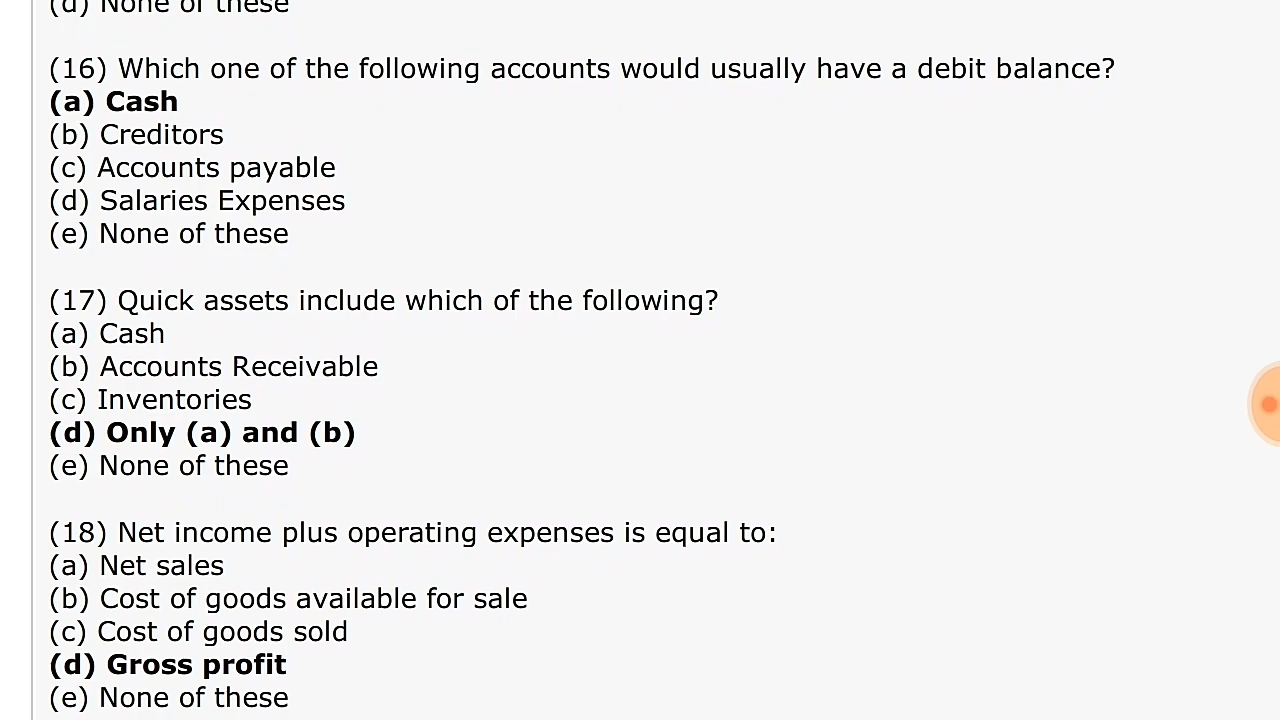 (d) None of these
(16) Which one of the following accounts would usually have a debit balance?
(a) Cash
(b) Creditors
(c) Accounts payable
(d) Salaries Expenses
(e) None of these
(17) Quick assets include which of the following?
(a) Cash
(b) Accounts Receivable
(c) Inventories
(d) Only (a) and (b)
(e) None of these
(18) Net income plus operating expenses is equal to:
(a) Net sales
(b) Cost of goods available for sale
(c) Cost of goods sold
(d) Gross profit
(e) None of these